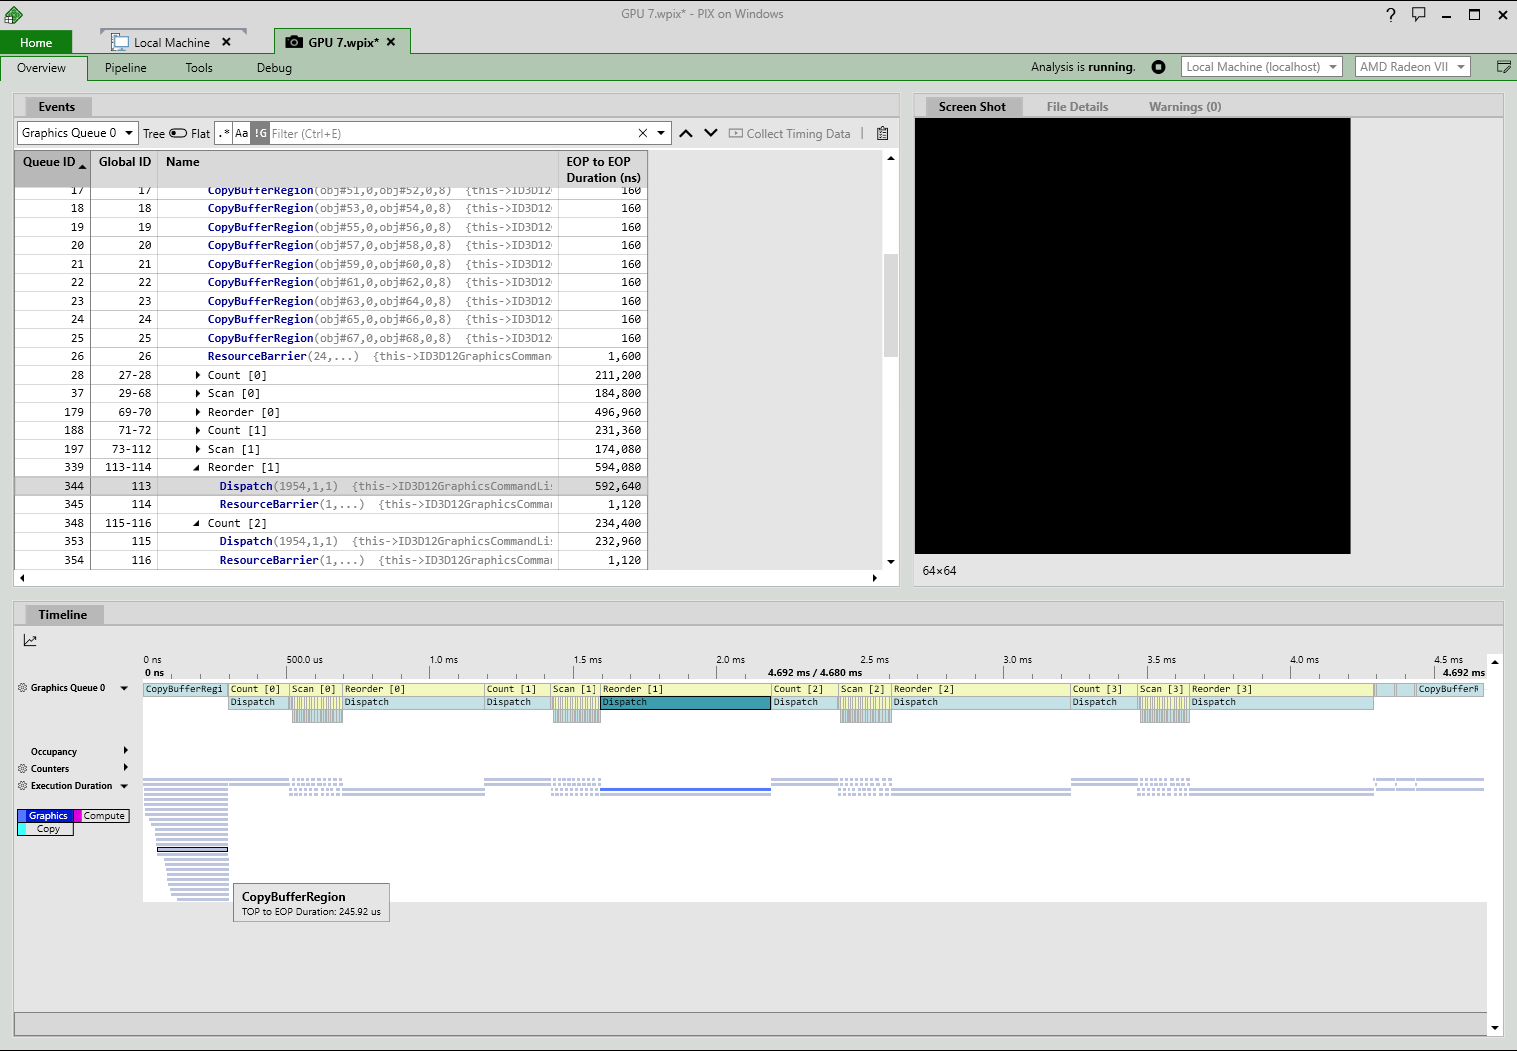 GPU 7.wpix* - PIX on Windows
Home
Local Machine
GPU 7.wpix*
Overview Pipeline Tools Debug
Analysis is running. Local Machine (localhost) AMD Radeon VII
Events
Graphics Queue 0 Tree Flat .* Aa !G Filter (Ctrl+E) Collect Timing Data
Queue ID Global ID Name EOP to EOP Duration (ns)
17 17 CopyBufferRegion(obj#51,0,obj#52,0,8) {this->ID3D12 160
18 18 CopyBufferRegion(obj#53,0,obj#54,0,8) {this->ID3D12 160
19 19 CopyBufferRegion(obj#55,0,obj#56,0,8) {this->ID3D12 160
20 20 CopyBufferRegion(obj#57,0,obj#58,0,8) {this->ID3D12 160
21 21 CopyBufferRegion(obj#59,0,obj#60,0,8) {this->ID3D12 160
22 22 CopyBufferRegion(obj#61,0,obj#62,0,8) {this->ID3D12 160
23 23 CopyBufferRegion(obj#63,0,obj#64,0,8) {this->ID3D12 160
24 24 CopyBufferRegion(obj#65,0,obj#66,0,8) {this->ID3D12 160
25 25 CopyBufferRegion(obj#67,0,obj#68,0,8) {this->ID3D12 160
26 26 ResourceBarrier(24,...) {this->ID3D12GraphicsComman 1,600
28 27-28 Count [0] 211,200
37 29-68 Scan [0] 184,800
179 69-70 Reorder [0] 496,960
188 71-72 Count [1] 231,360
197 73-112 Scan [1] 174,080
339 113-114 Reorder [1] 594,080
344 113 Dispatch(1954,1,1) {this->ID3D12GraphicsCommandLi 592,640
345 114 ResourceBarrier(1,...) {this->ID3D12GraphicsComma 1,120
348 115-116 Count [2] 234,400
353 115 Dispatch(1954,1,1) {this->ID3D12GraphicsCommandLi 232,960
354 116 ResourceBarrier(1,...) {this->ID3D12GraphicsComma 1,120
Screen Shot File Details Warnings (0)
64×64
Timeline
0 ns 500.0 us 1.0 ms 1.5 ms 2.0 ms 2.5 ms 3.0 ms 3.5 ms 4.0 ms 4.5 ms
0 ns 4.692 ms / 4.680 ms 4.692 ms
Graphics Queue 0 CopyBufferRegi Count [0] Scan [0] Reorder [0] Count [1] Scan [1] Reorder [1] Count [2] Scan [2] Reorder [2] Count [3] Scan [3] Reorder [3] CopyBufferR
Dispatch Dispatch Dispatch Dispatch Dispatch Dispatch Dispatch Dispatch
Occupancy
Counters
Execution Duration
Graphics Compute
Copy
CopyBufferRegion
TOP to EOP Duration: 245.92 us